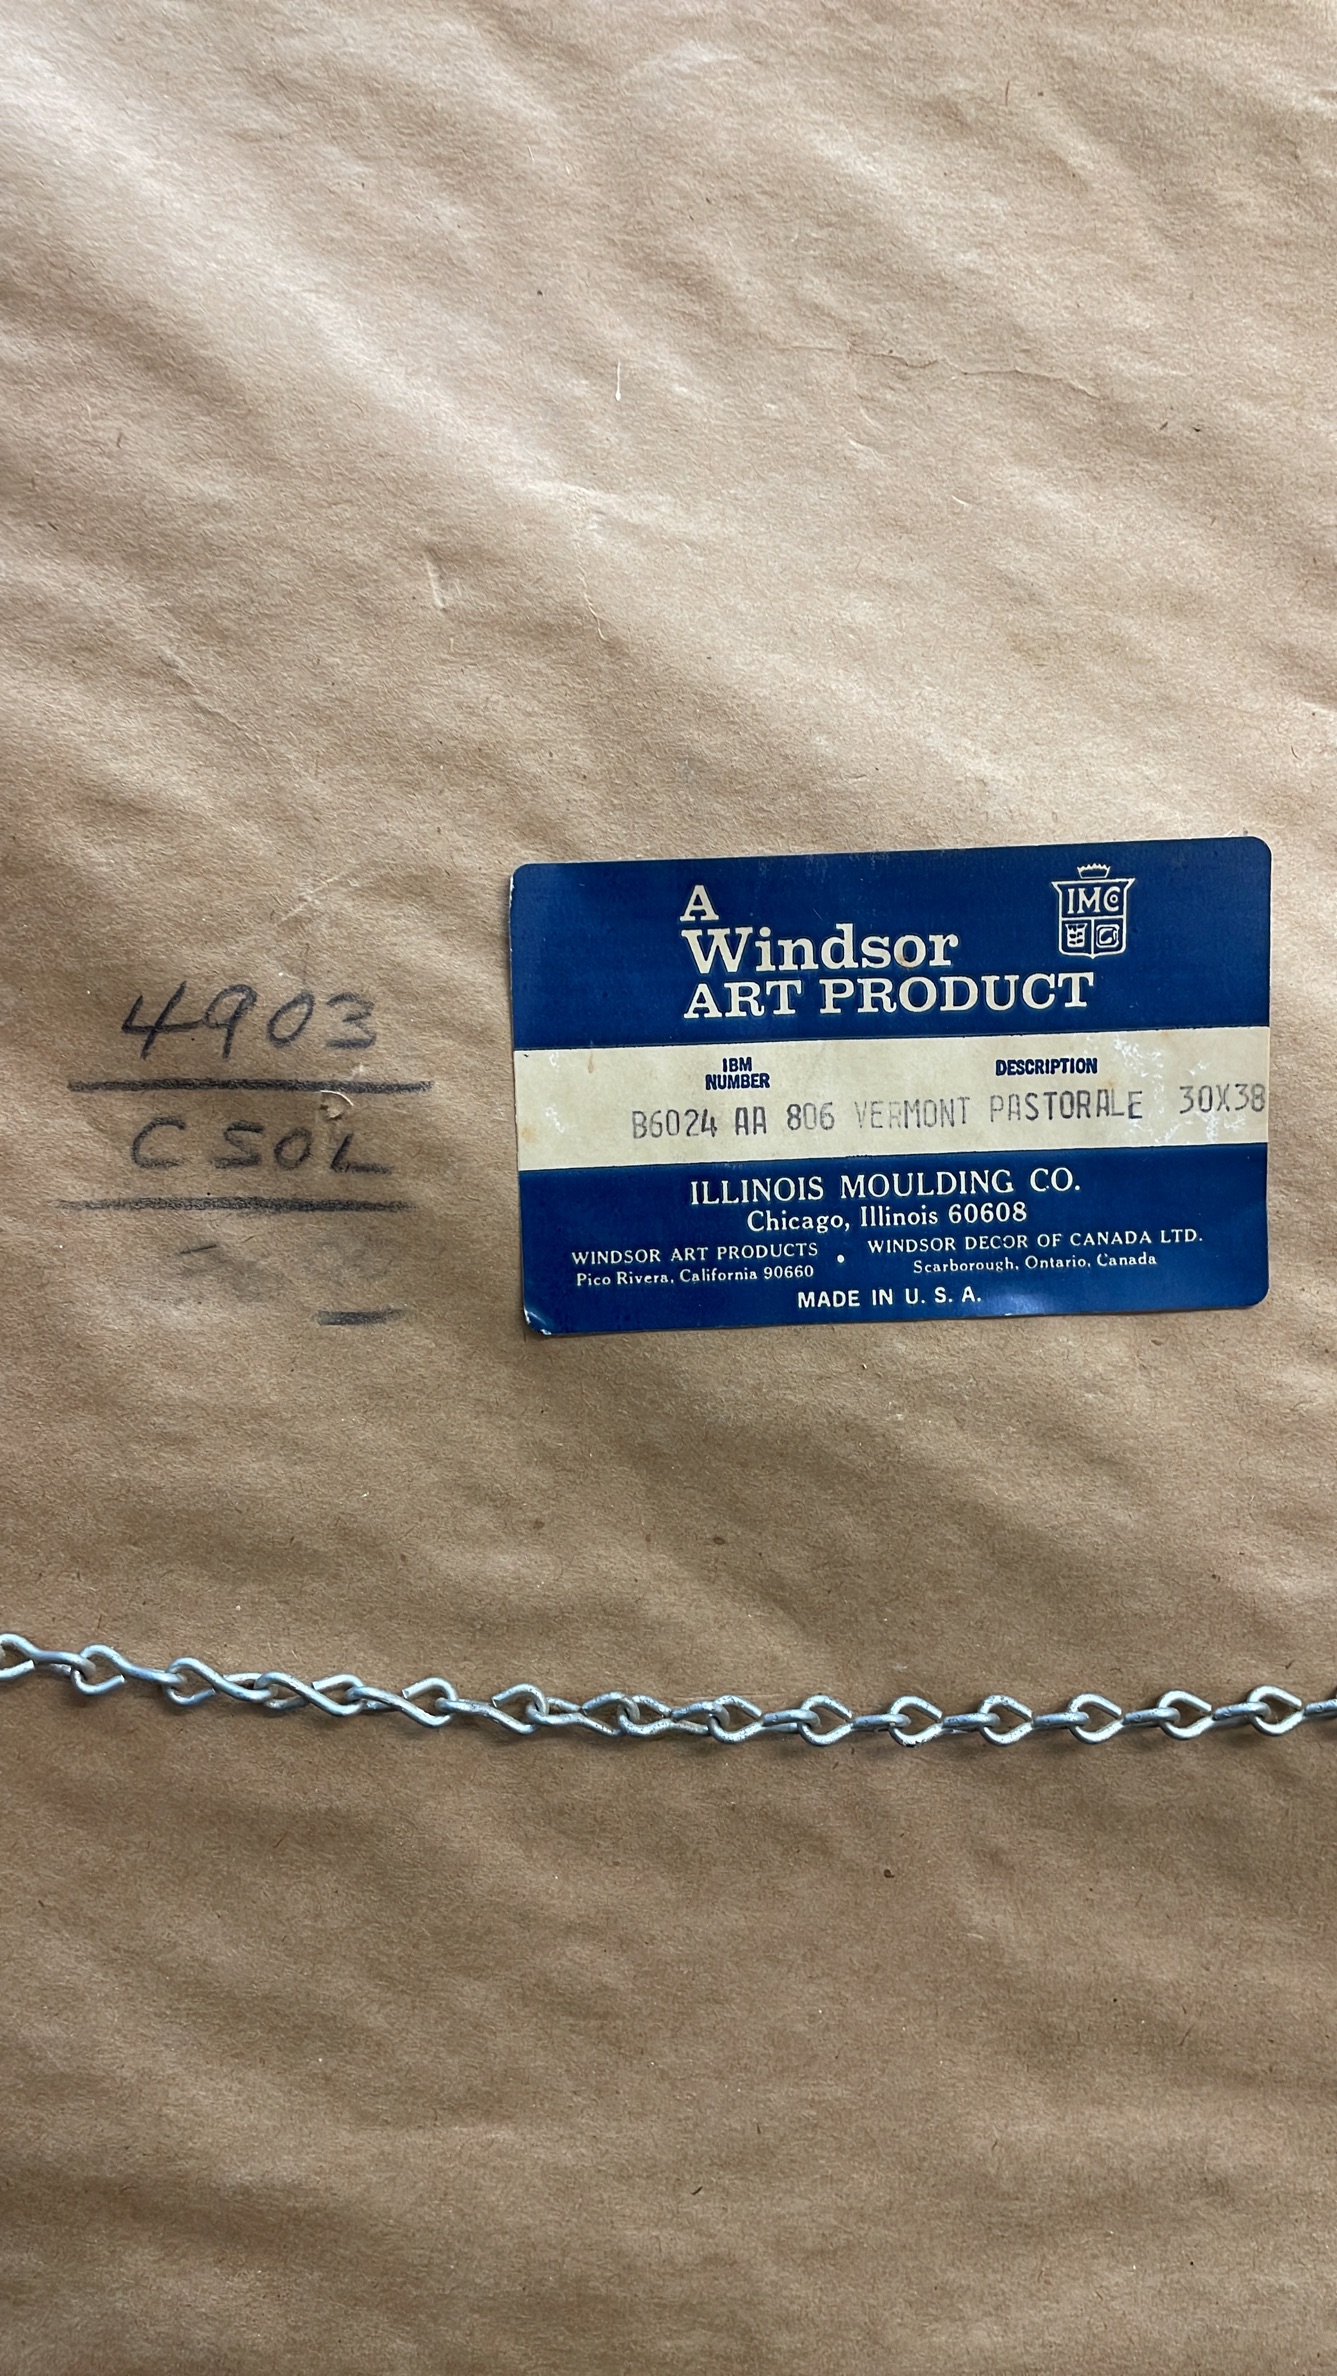 4903
C50L
A
Windsor
ART PRODUCT
IMCo
IBM
NUMBER
DESCRIPTION
B6024 AA 806 VERMONT PASTORALE 30X38
ILLINOIS MOULDING CO.
Chicago, Illinois 60608
WINDSOR ART PRODUCTS • WINDSOR DECOR OF CANADA LTD.
Pico Rivera, California 90660 Scarborough, Ontario, Canada
MADE IN U. S. A.